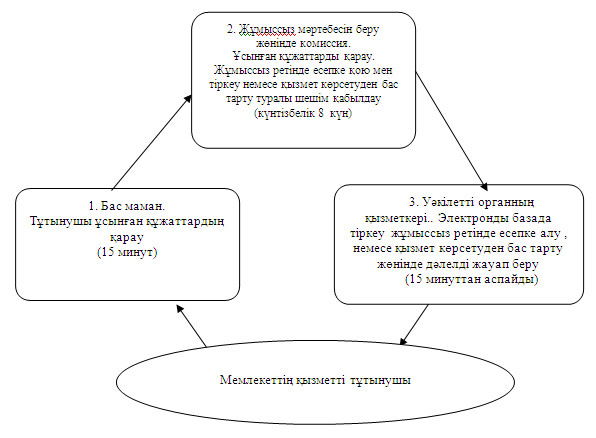 2. Жұмыссыз мәртебесін беру
жөнінде комиссия.
Ұсынған құжаттарды қарау.
Жұмыссыз ретінде есепке қою мен
тіркеу немесе қызмет көрсетуден бас
тарту туралы шешім қабылдау
(күнтізбелік 8 күн)
1. Бас маман.
Тұтынушы ұсынған құжаттардың
қарау
(15 минут)
3. Уәкілетті органның
қызметкері.. Электронды базада
тіркеу жұмыссыз ретінде есепке алу ,
немесе қызмет көрсетуден бас тарту
жөнінде дәлелді жауап беру
(15 минуттан аспайды)
Мемлекеттің қызметті тұтынушы